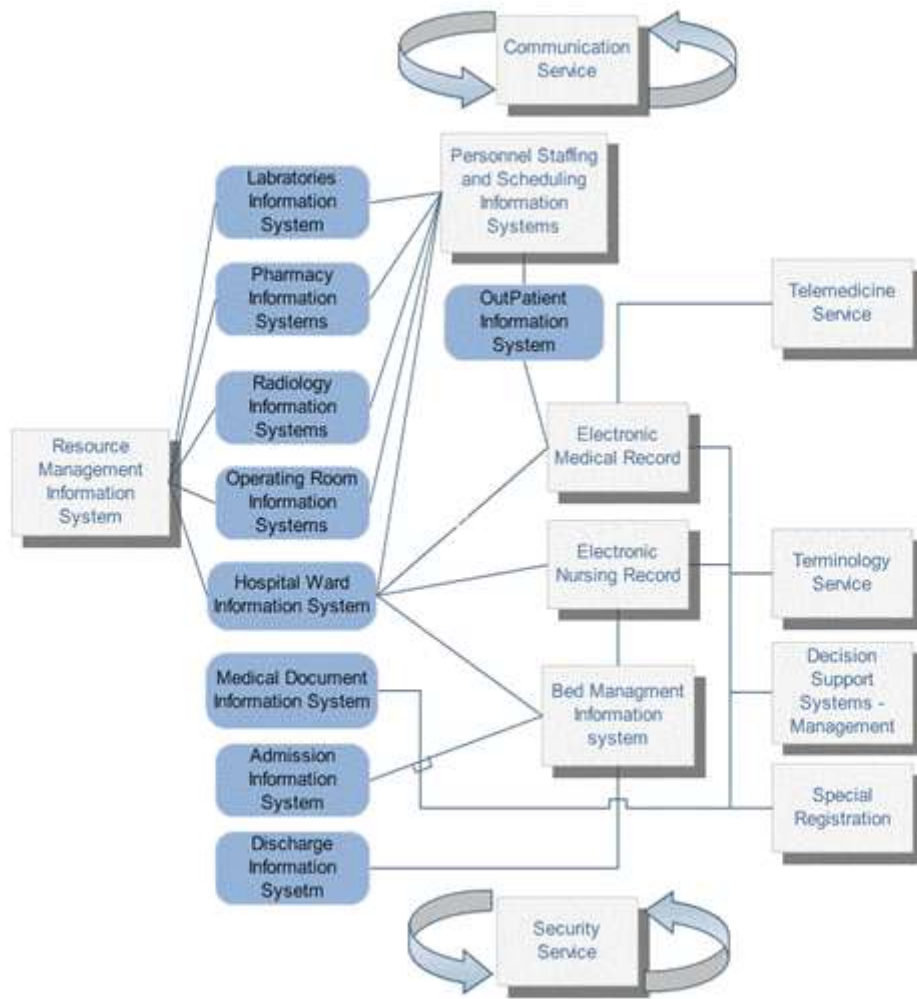 Communication
Service
Personnel Staffing
and Scheduling
Information
Systems
Labratories
Information
System
Pharmacy
Information
Systems
OutPatient
Information
System
Telemedicine
Service
Radiology
Information
Systems
Resource
Management
Information
System
Electronic
Medical Record
Operating Room
Information
Systems
Electronic
Nursing Record
Terminology
Service
Hospital Ward
Information System
Medical Document
Information System
Bed Managment
Information
system
Decision
Support
Systems -
Management
Admission
Information
System
Special
Registration
Discharge
Information
Sysetm
Security
Service